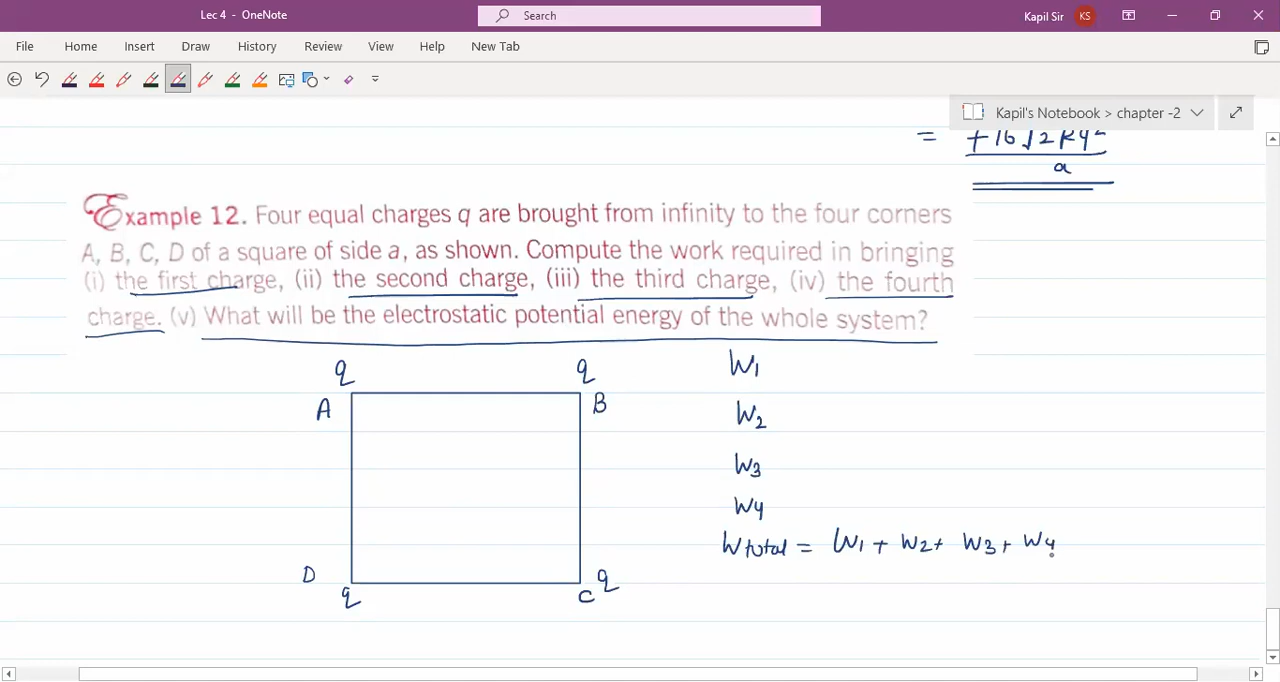 Lec 4 - OneNote
Search
Kapil Sir KS
File Home Insert Draw History Review View Help New Tab
Kapil's Notebook > chapter -2
= +16√2Kq²
a
Example 12. Four equal charges q are brought from infinity to the four corners
A, B, C, D of a square of side a, as shown. Compute the work required in bringing
(i) the first charge, (ii) the second charge, (iii) the third charge, (iv) the fourth
charge. (v) What will be the electrostatic potential energy of the whole system?
q q
A B
D C
q q
W1
W2
W3
W4
Wtotal = W1 + W2 + W3 + W4